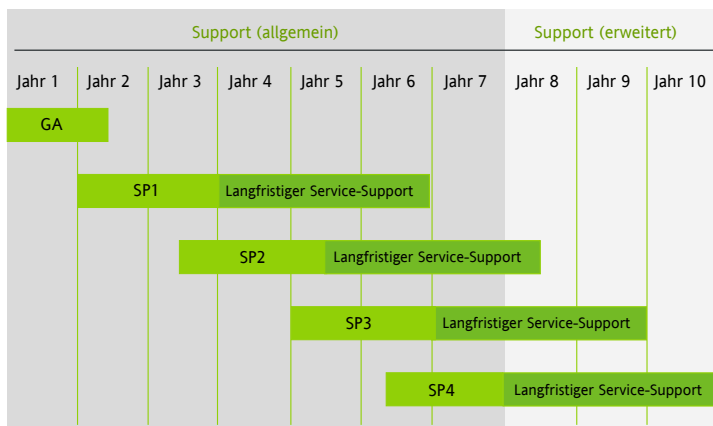 Support (allgemein) Support (erweitert)
Jahr 1 Jahr 2 Jahr 3 Jahr 4 Jahr 5 Jahr 6 Jahr 7 Jahr 8 Jahr 9 Jahr 10
GA
SP1 Langfristiger Service-Support
SP2 Langfristiger Service-Support
SP3 Langfristiger Service-Support
SP4 Langfristiger Service-Support